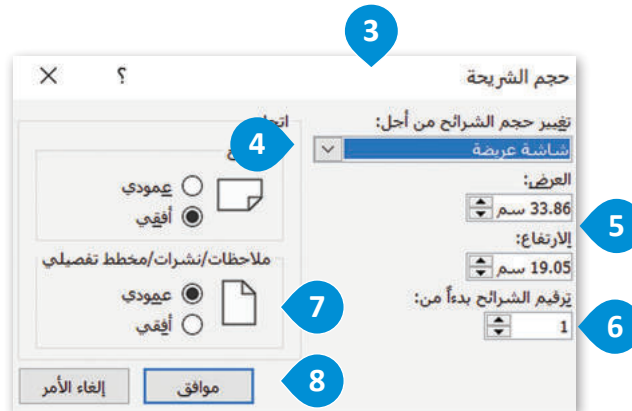 3
حجم الشريحة ؟ ×
تغيير حجم الشرائح من أجل:
4
شاشة عريضة
العرض:
33.86 سم
5
الارتفاع:
19.05 سم
ترقيم الشرائح بدءاً من:
1
6
عمودي
أفقي
ملاحظات/نشرات/مخطط تفصيلي
عمودي
أفقي
7
8
موافق
إلغاء الأمر